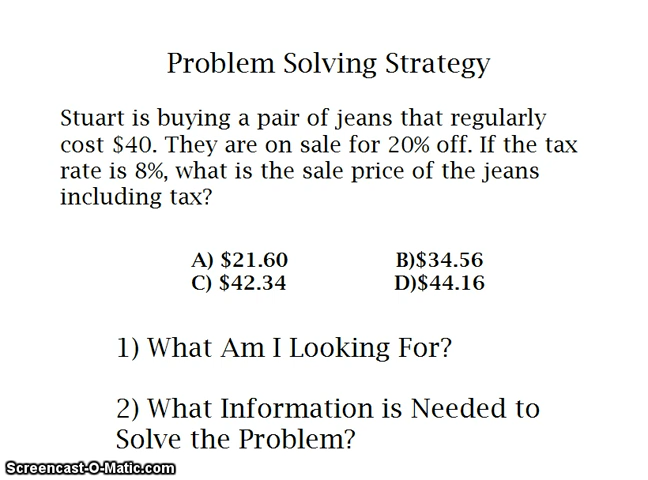 Problem Solving Strategy
Stuart is buying a pair of jeans that regularly
cost $40. They are on sale for 20% off. If the tax
rate is 8%, what is the sale price of the jeans
including tax?
A) $21.60 B)$34.56
C) $42.34 D)$44.16
1) What Am I Looking For?
2) What Information is Needed to
Solve the Problem?
Screencast-O-Matic.com